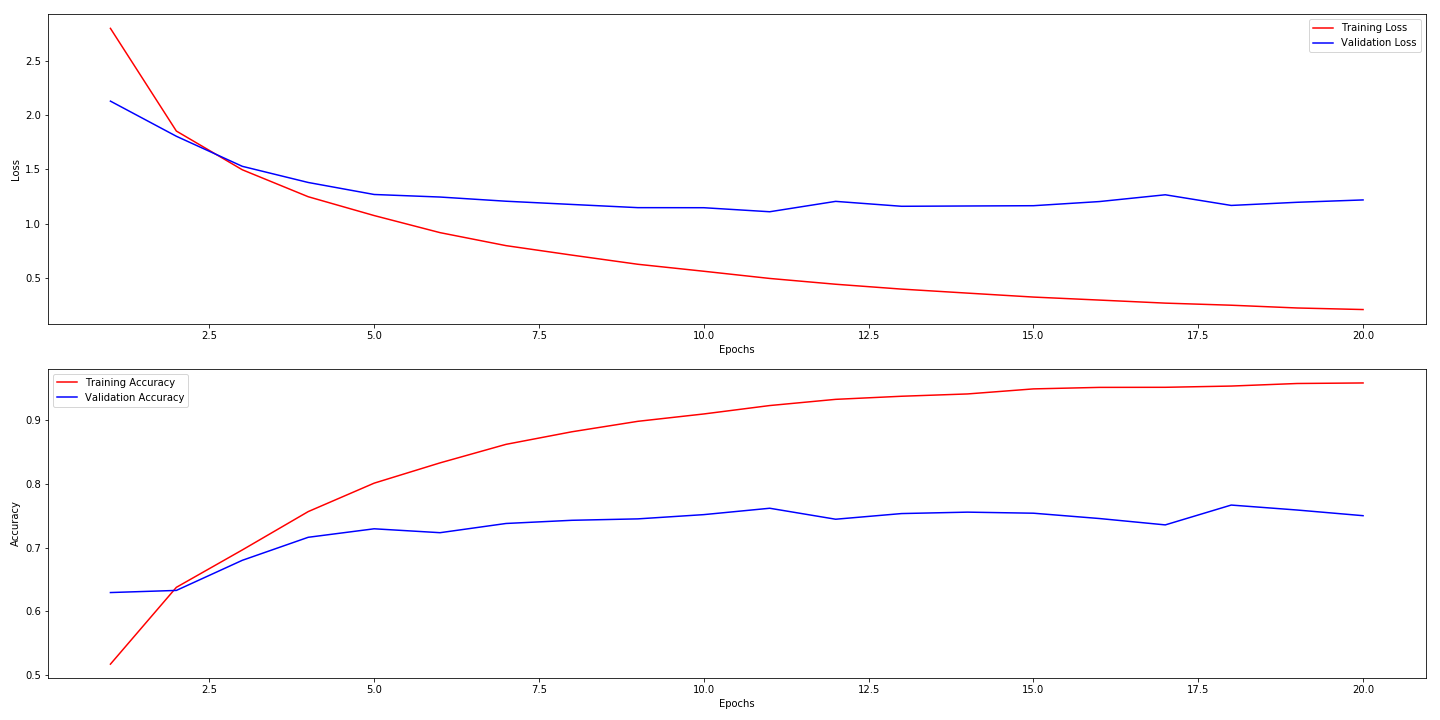 Training Loss
Validation Loss
2.5
2.0
1.5
1.0
0.5
Loss
2.5 5.0 7.5 10.0 12.5 15.0 17.5 20.0
Epochs
Training Accuracy
Validation Accuracy
0.9
0.8
0.7
0.6
0.5
Accuracy
2.5 5.0 7.5 10.0 12.5 15.0 17.5 20.0
Epochs